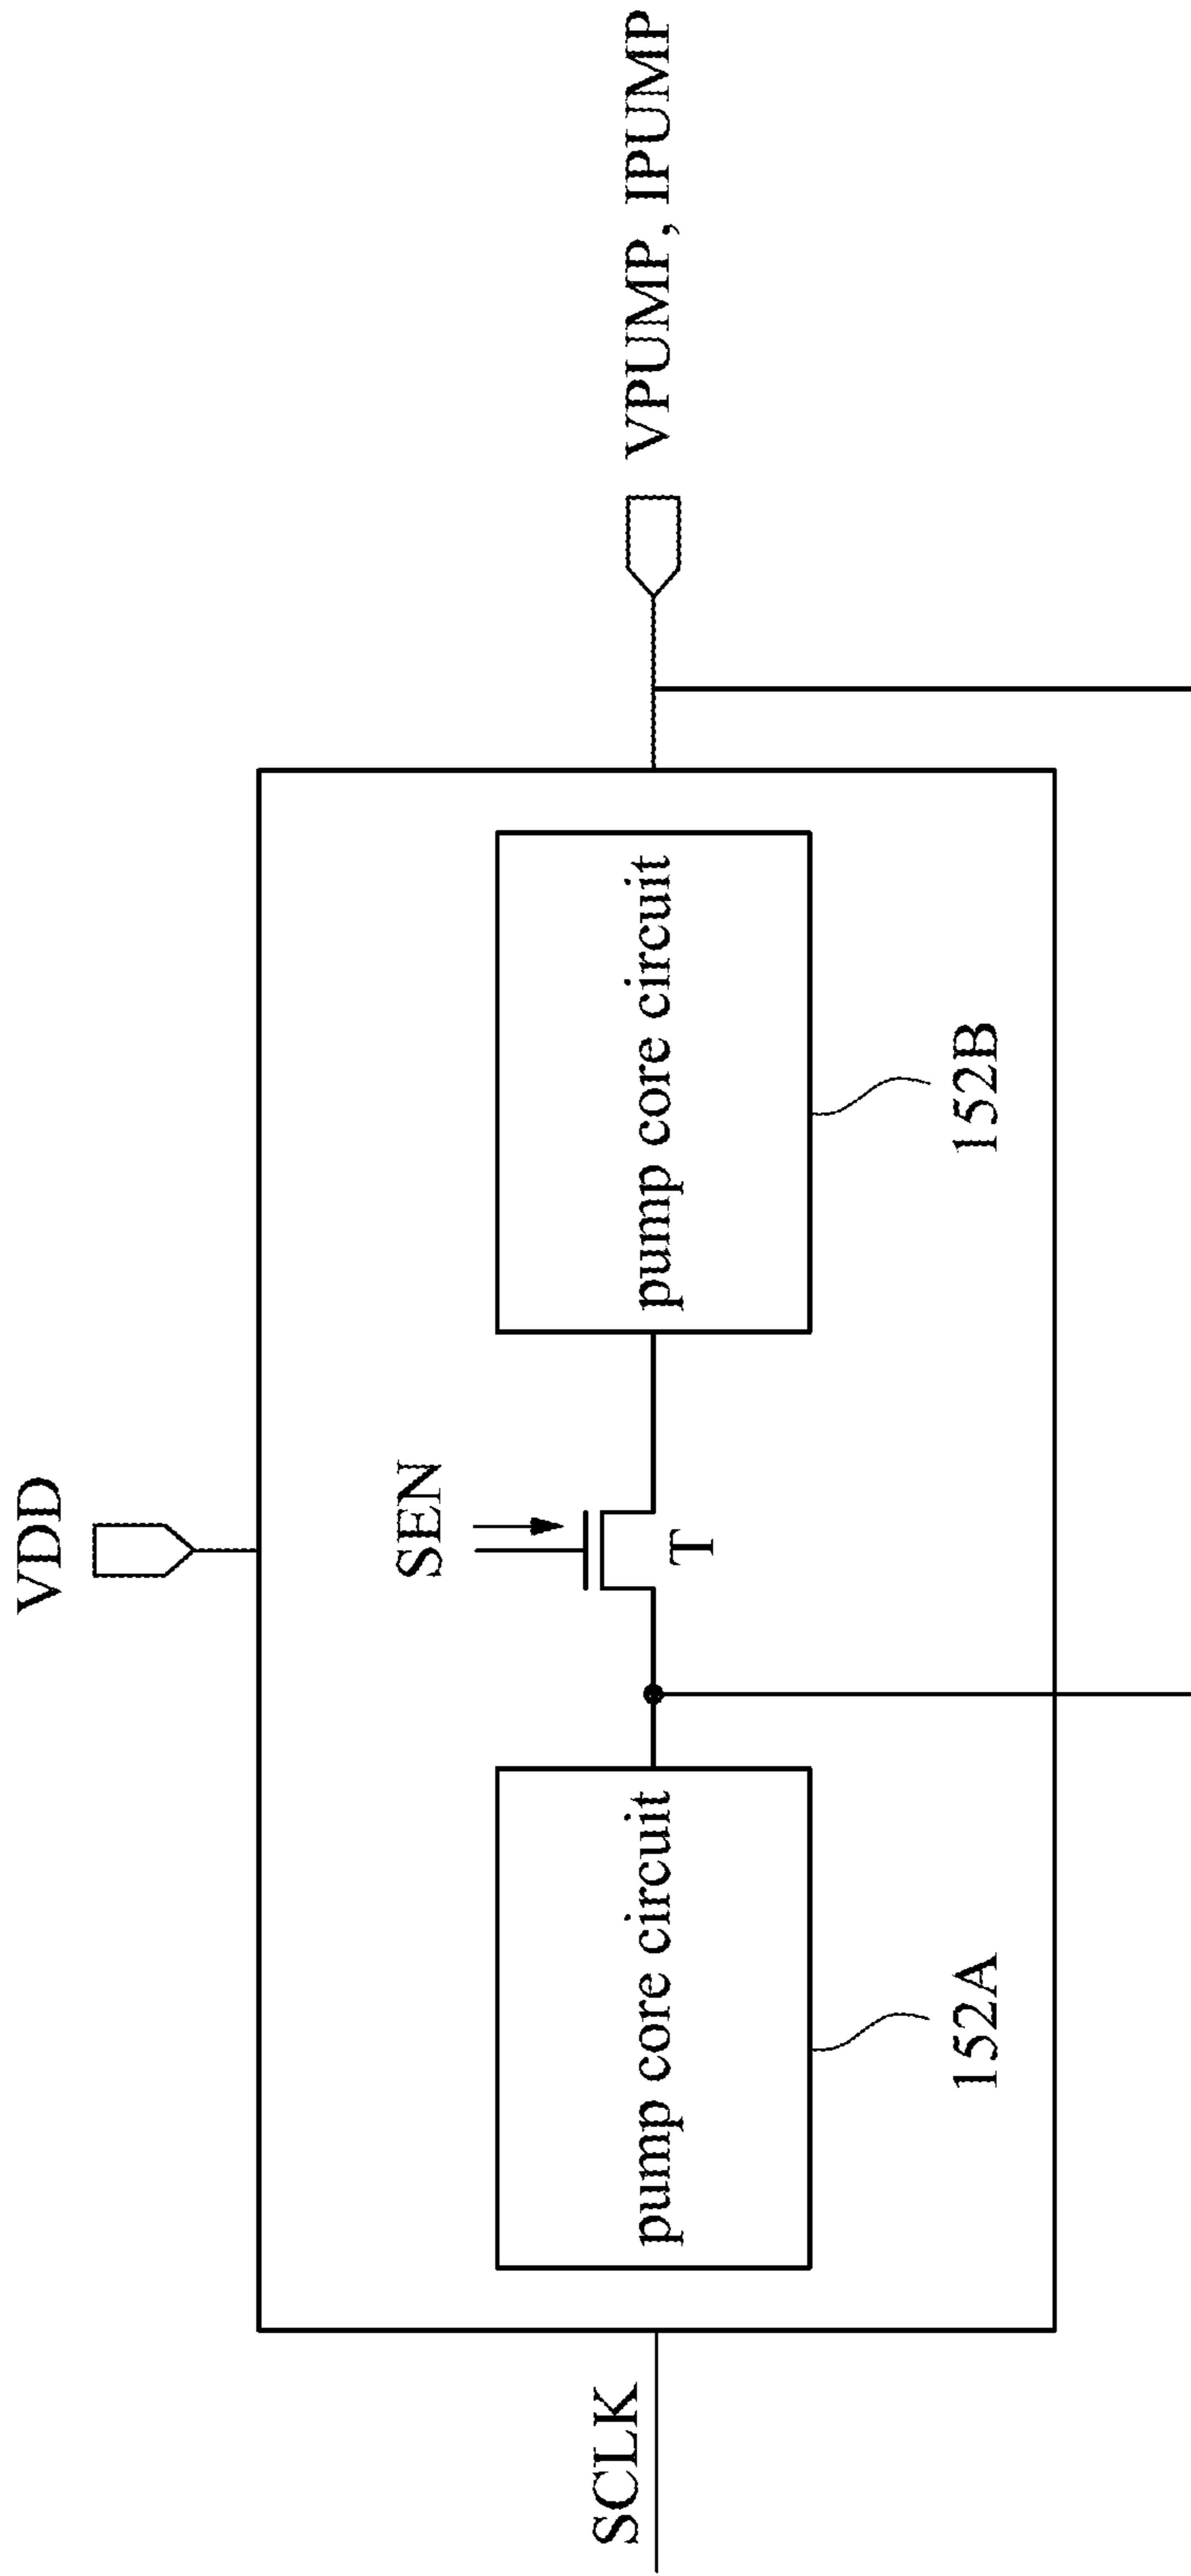 VDD
SCLK
SEN
T
pump core circuit
152A
pump core circuit
152B
VPUMP, IPUMP